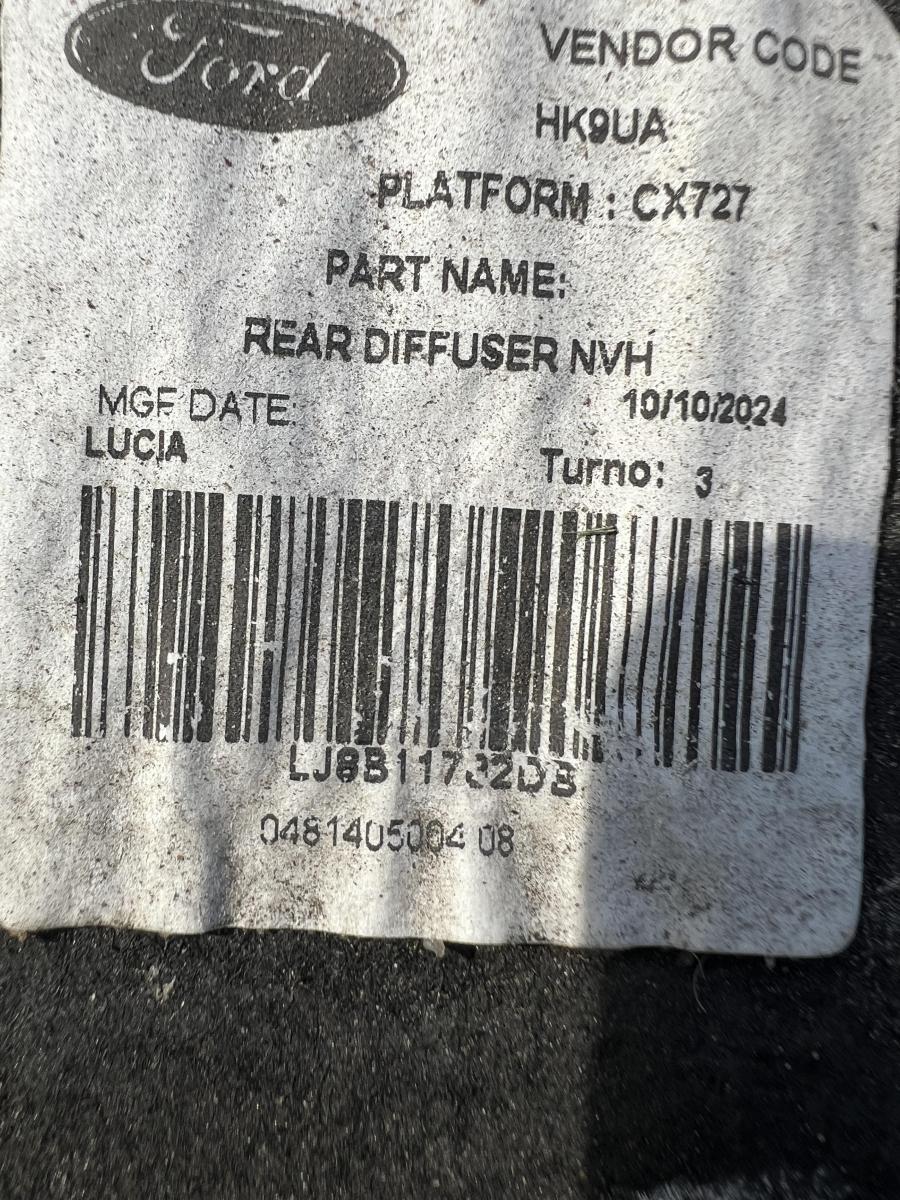 Ford
VENDOR CODE
HK9UA
PLATFORM : CX727
PART NAME:
REAR DIFFUSER NVH
MGF DATE: 10/10/2024
LUCIA
Turno: 3
LJ8B11782DB
0481405004 08